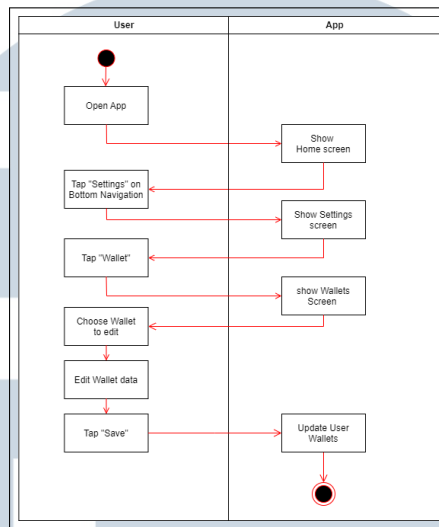 User
App
Open App
Show
Home screen
Tap "Settings" on
Bottom Navigation
Show Settings
screen
Tap "Wallet"
show Wallets
Screen
Choose Wallet
to edit
Edit Wallet data
Tap "Save"
Update User
Wallets